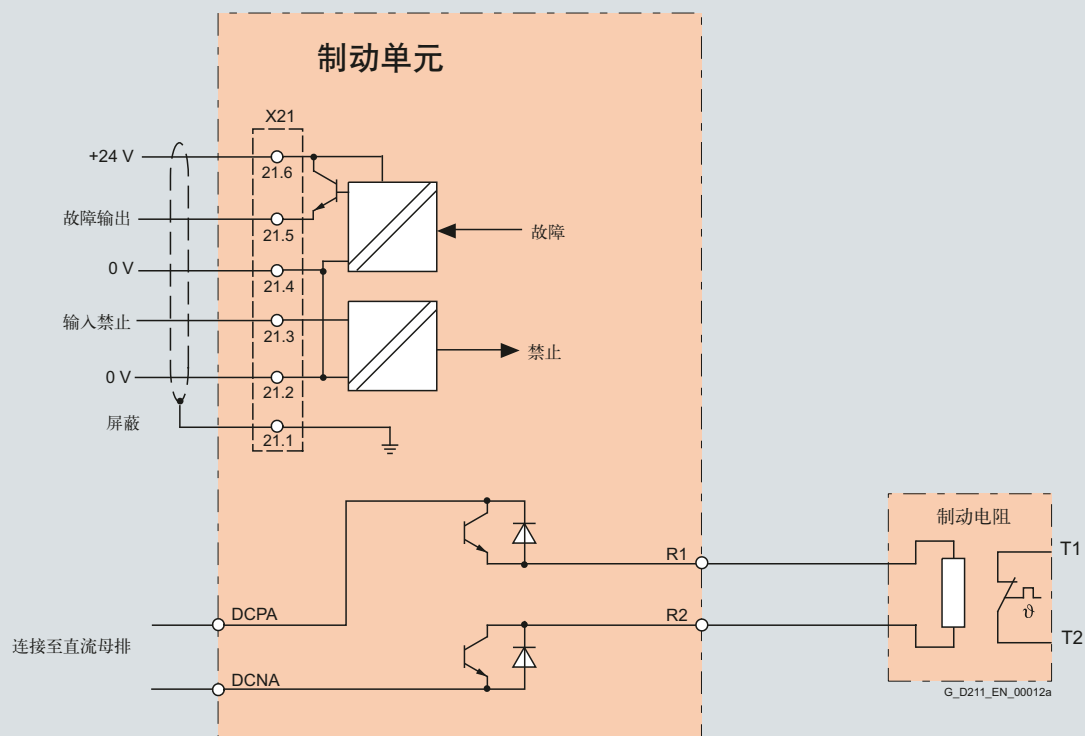 制动单元
X21
+24 V
21.6
故障输出
21.5
故障
0 V
21.4
输入禁止
21.3
禁止
0 V
21.2
屏蔽
21.1
制动电阻
R1
T1
ϑ
DCPA
R2
T2
连接至直流母排
DCNA
G_D211_EN_00012a